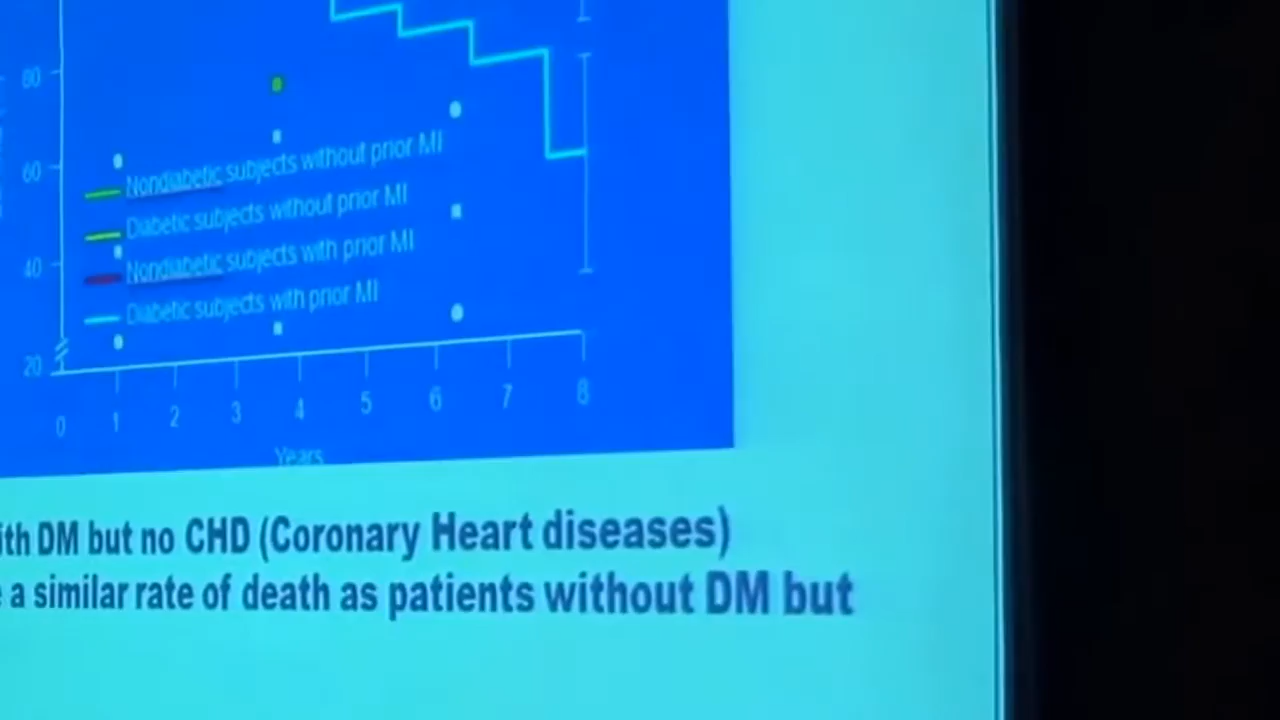 80
60
40
20
Nondiabetic subjects without prior MI
Diabetic subjects without prior MI
Nondiabetic subjects with prior MI
Diabetic subjects with prior MI
0 1 2 3 4 5 6 7 8
Years
ith DM but no CHD (Coronary Heart diseases)
a similar rate of death as patients without DM but